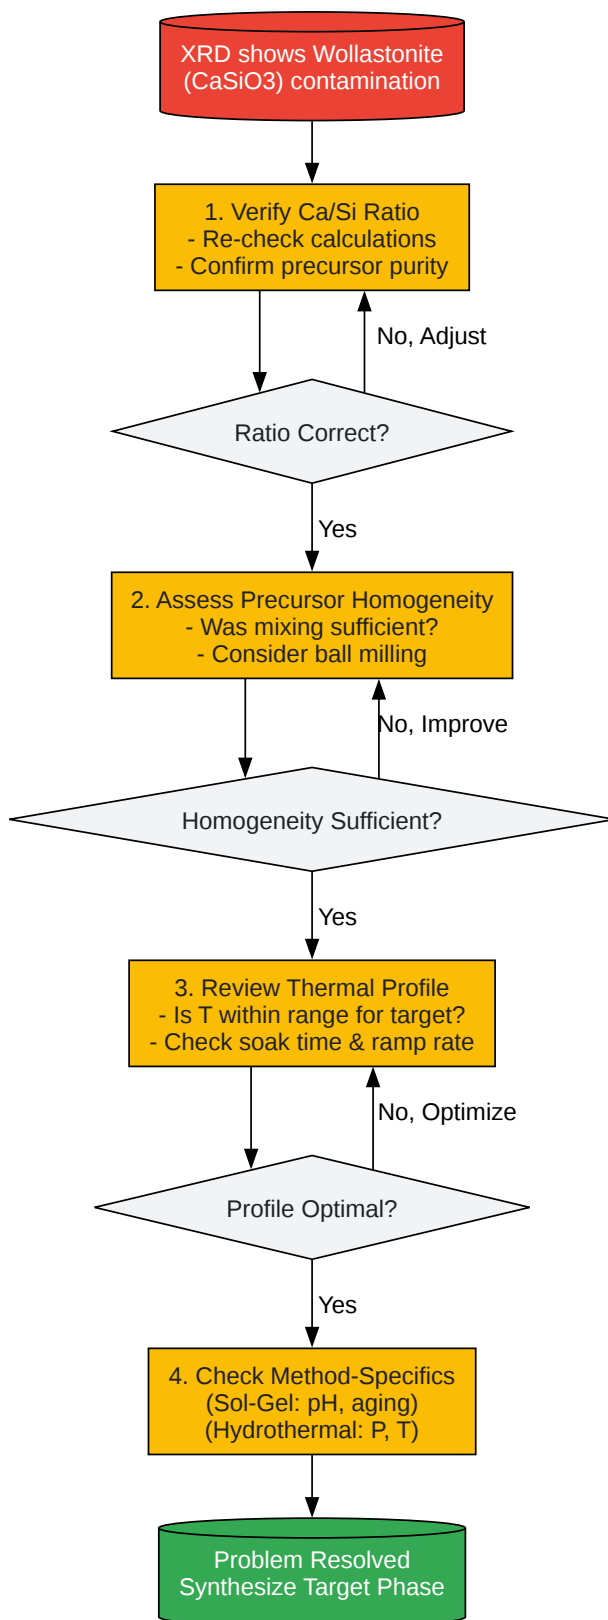 XRD shows Wollastonite
(CaSiO3) contamination
1. Verify Ca/Si Ratio
- Re-check calculations
- Confirm precursor purity
No, Adjust
Ratio Correct?
Yes
2. Assess Precursor Homogeneity
- Was mixing sufficient?
- Consider ball milling
No, Improve
Homogeneity Sufficient?
Yes
3. Review Thermal Profile
- Is T within range for target?
- Check soak time & ramp rate
No, Optimize
Profile Optimal?
Yes
4. Check Method-Specifics
(Sol-Gel: pH, aging)
(Hydrothermal: P, T)
Problem Resolved
Synthesize Target Phase